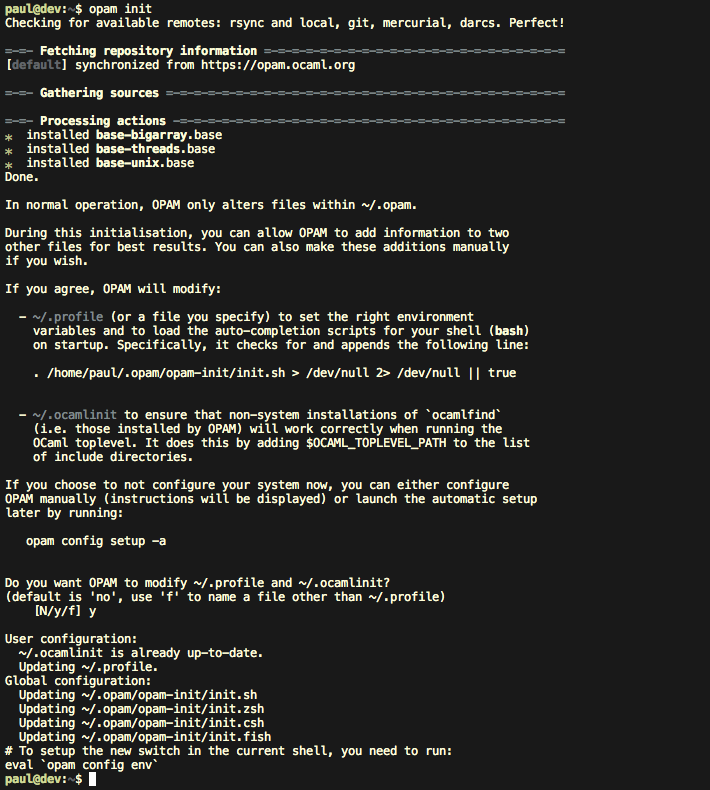 paul@dev:~$ opam init
Checking for available remotes: rsync and local, git, mercurial, darcs. Perfect!
=-=- Fetching repository information =-=-=-=-=-=-=-=-=-=-=-=-=-=-=-=-=-=-=-=-=-=
[default] synchronized from https://opam.ocaml.org
=-=- Gathering sources =-=-=-=-=-=-=-=-=-=-=-=-=-=-=-=-=-=-=-=-=-=-=-=-=-=-=-=-=
=-=- Processing actions -=-=-=-=-=-=-=-=-=-=-=-=-=-=-=-=-=-=-=-=-=-=-=-=-=-=-=-=
* installed base-bigarray.base
* installed base-threads.base
* installed base-unix.base
Done.
In normal operation, OPAM only alters files within ~/.opam.
During this initialisation, you can allow OPAM to add information to two
other files for best results. You can also make these additions manually
if you wish.
If you agree, OPAM will modify:
- ~/.profile (or a file you specify) to set the right environment
variables and to load the auto-completion scripts for your shell (bash)
on startup. Specifically, it checks for and appends the following line:
. /home/paul/.opam/opam-init/init.sh > /dev/null 2> /dev/null || true
- ~/.ocamlinit to ensure that non-system installations of `ocamlfind`
(i.e. those installed by OPAM) will work correctly when running the
OCaml toplevel. It does this by adding $OCAML_TOPLEVEL_PATH to the list
of include directories.
If you choose to not configure your system now, you can either configure
OPAM manually (instructions will be displayed) or launch the automatic setup
later by running:
opam config setup -a
Do you want OPAM to modify ~/.profile and ~/.ocamlinit?
(default is 'no', use 'f' to name a file other than ~/.profile)
[N/y/f] y
User configuration:
~/.ocamlinit is already up-to-date.
Updating ~/.profile.
Global configuration:
Updating ~/.opam/opam-init/init.sh
Updating ~/.opam/opam-init/init.zsh
Updating ~/.opam/opam-init/init.csh
Updating ~/.opam/opam-init/init.fish
# To setup the new switch in the current shell, you need to run:
eval `opam config env`
paul@dev:~$